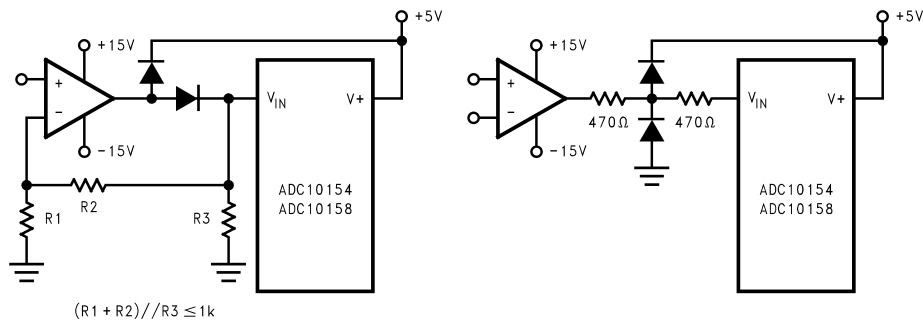 +5V
+15V
+
−
−15V
VIN
V+
R2
R1
R3
ADC10154
ADC10158
(R1 + R2)//R3 ≤ 1k
+5V
+15V
+
−
−15V
470Ω
470Ω
VIN
V+
ADC10154
ADC10158